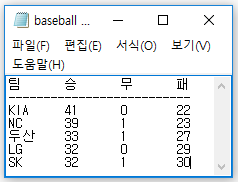 baseball ...
파일(F) 편집(E) 서식(O) 보기(V)
도움말(H)
팀 승 무 패
------------------------
KIA 41 0 22
NC 39 1 23
두산 33 1 27
LG 32 0 29
SK 32 1 30